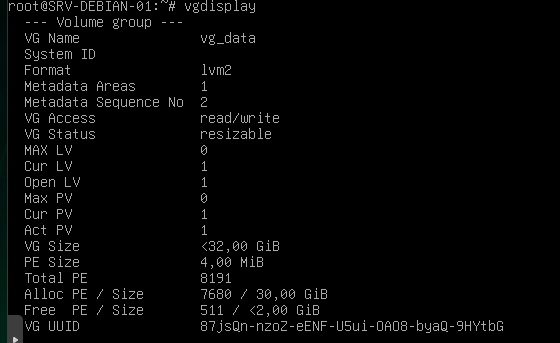 root@SRV-DEBIAN-01:~# vgdisplay
--- Volume group ---
VG Name vg_data
System ID
Format lvm2
Metadata Areas 1
Metadata Sequence No 2
VG Access read/write
VG Status resizable
MAX LV 0
Cur LV 1
Open LV 1
Max PV 0
Cur PV 1
Act PV 1
VG Size <32,00 GiB
PE Size 4,00 MiB
Total PE 8191
Alloc PE / Size 7680 / 30,00 GiB
Free PE / Size 511 / <2,00 GiB
VG UUID 87jsQn-nzoZ-eENF-U5ui-OAO8-byaQ-9HYtbG